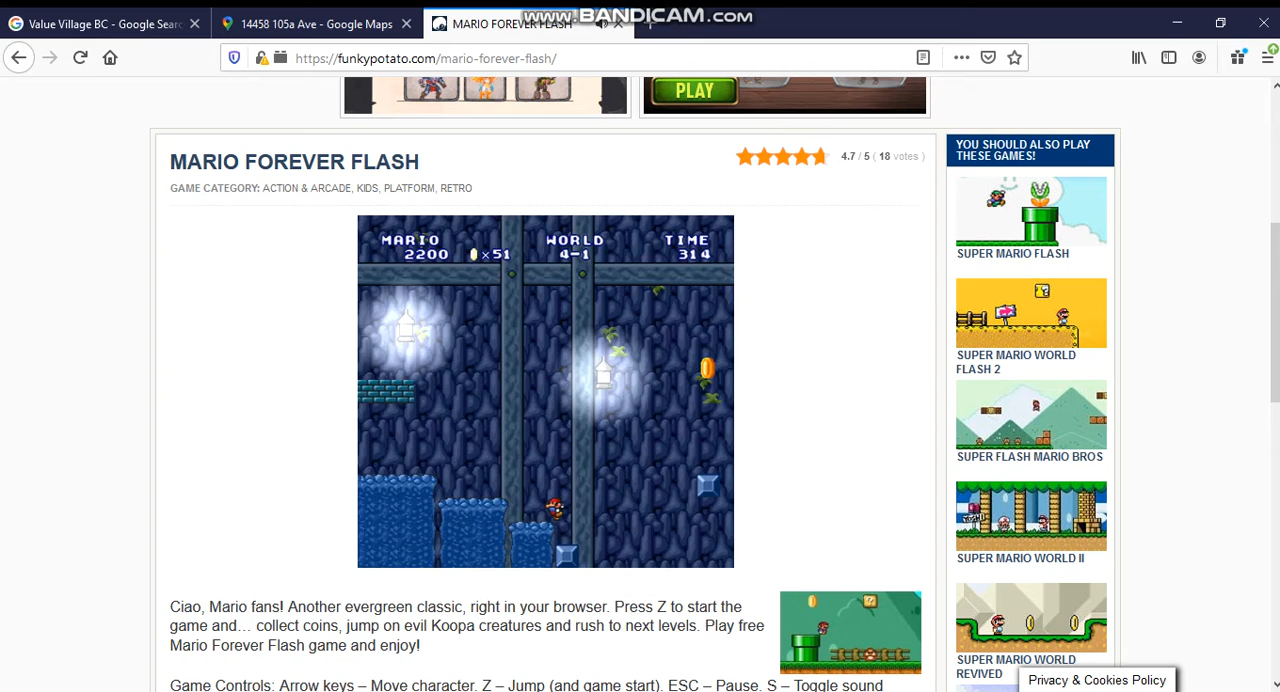 www.BANDICAM.com
Value Village BC - Google Searc
14458 105a Ave - Google Maps
MARIO FOREVER FLASH
https://funkypotato.com/mario-forever-flash/
PLAY
MARIO FOREVER FLASH
4.7 / 5 ( 18 votes )
GAME CATEGORY: ACTION & ARCADE, KIDS, PLATFORM, RETRO
MARIO WORLD TIME
2200 ×51 4-1 314
Ciao, Mario fans! Another evergreen classic, right in your browser. Press Z to start the
game and... collect coins, jump on evil Koopa creatures and rush to next levels. Play free
Mario Forever Flash game and enjoy!
Game Controls: Arrow keys – Move character. Z – Jump (and game start). ESC – Pause. S – Toggle sound
YOU SHOULD ALSO PLAY
THESE GAMES!
SUPER MARIO FLASH
SUPER MARIO WORLD
FLASH 2
SUPER FLASH MARIO BROS
SUPER MARIO WORLD II
SUPER MARIO WORLD
REVIVED
Privacy & Cookies Policy